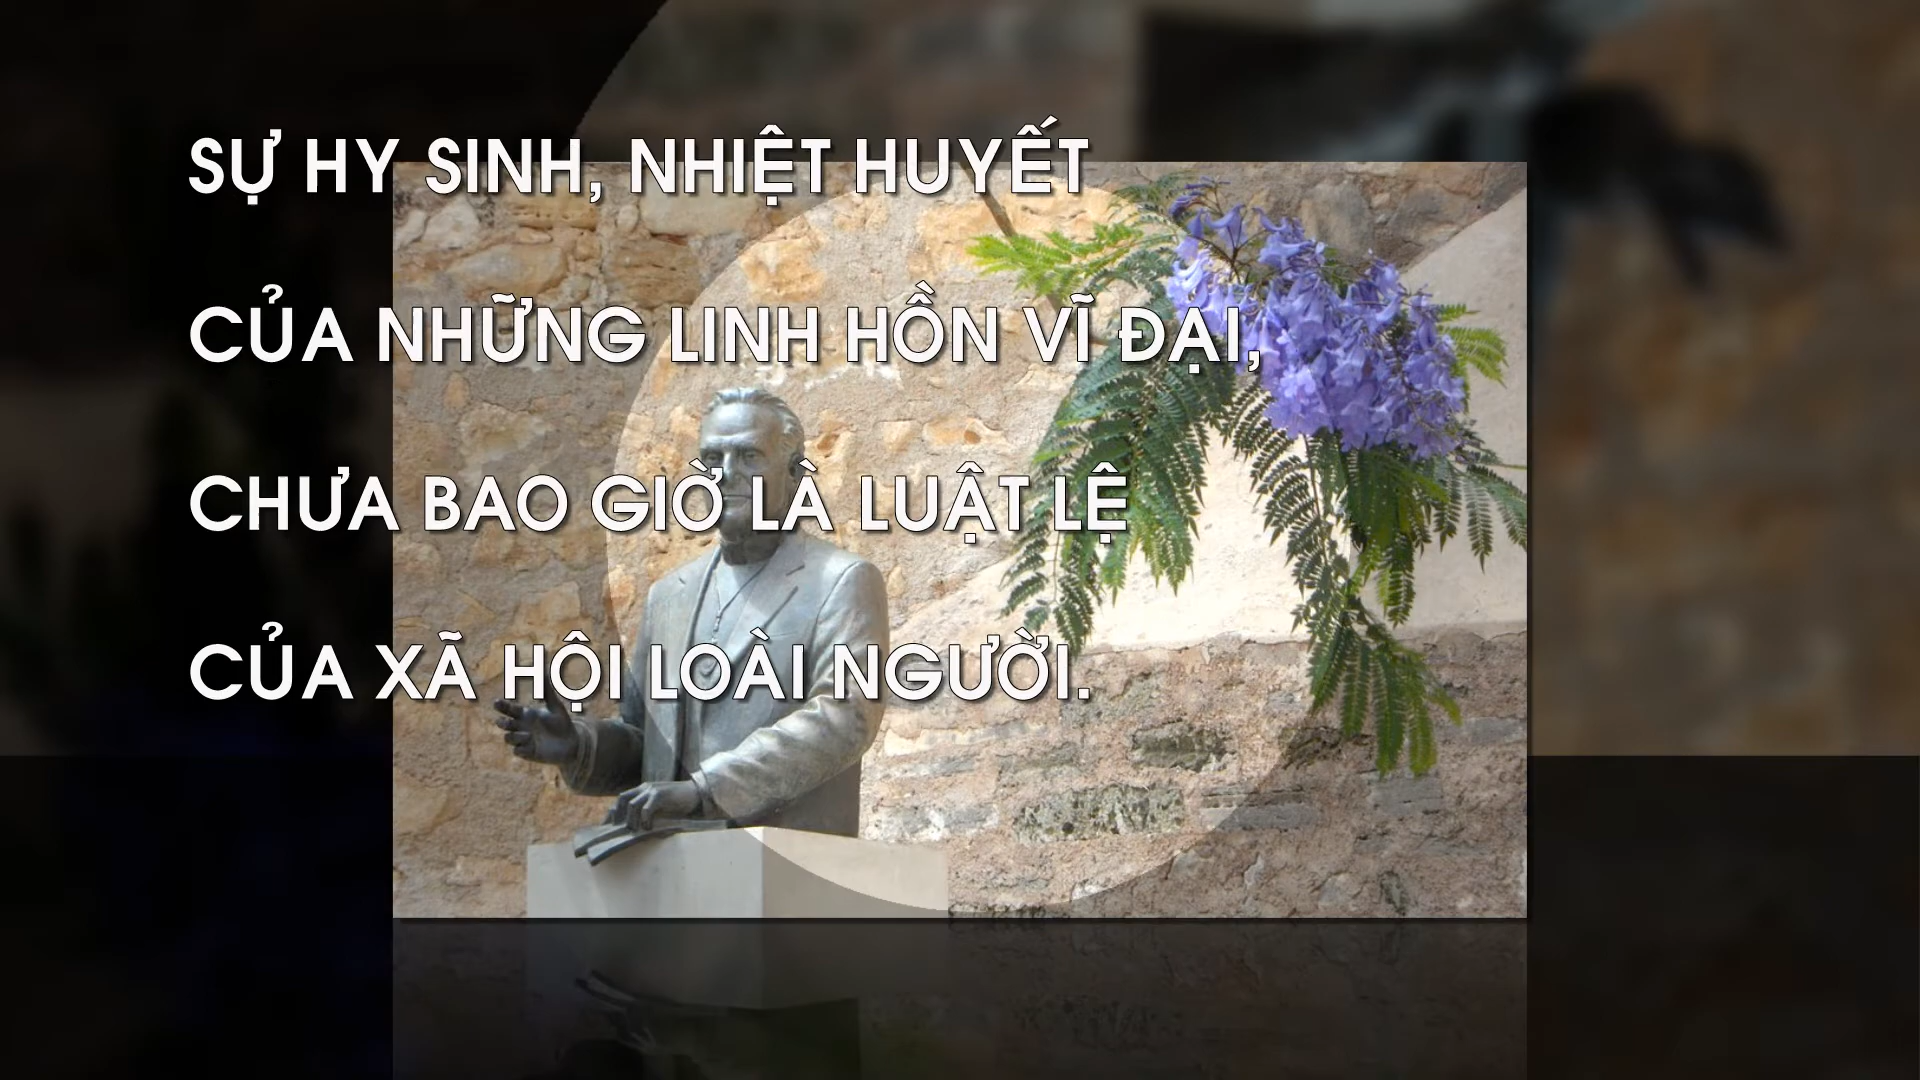 SỰ HY SINH, NHIỆT HUYẾT
CỦA NHỮNG LINH HỒN VĨ ĐẠI,
CHƯA BAO GIỜ LÀ LUẬT LỆ
CỦA XÃ HỘI LOÀI NGƯỜI.